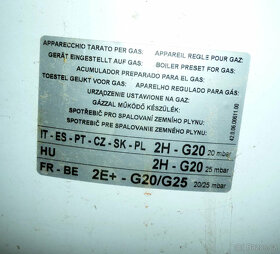 APPARECCHIO TARATO PER GAS: APPAREIL REGLE POUR GAZ:
GERÄT EINGESTELLT AUF GAS: BOILER PRESET FOR GAS:
ACUMULADOR PREPARADO PARA EL GAS:
TOESTEL GEIJKT VOOR GAS: APARELHO REGULADO PARA GAS:
URZĄDZENIE USTAWIONE NA GAZ:
GÁZZAL MŰKÖDŐ KÉSZÜLÉK:
SPOTŘEBIČ PRO SPALOVÁNÍ ZEMNÍHO PLYNU:
SPOTREBIČ PRE SPAĽOVANIE ZEMNÉHO PLYNU:
IT - ES - PT - CZ - SK - PL 2H - G20 20 mbar
HU 2H - G20 25 mbar
FR - BE 2E+ - G20/G25 20/25 mbar